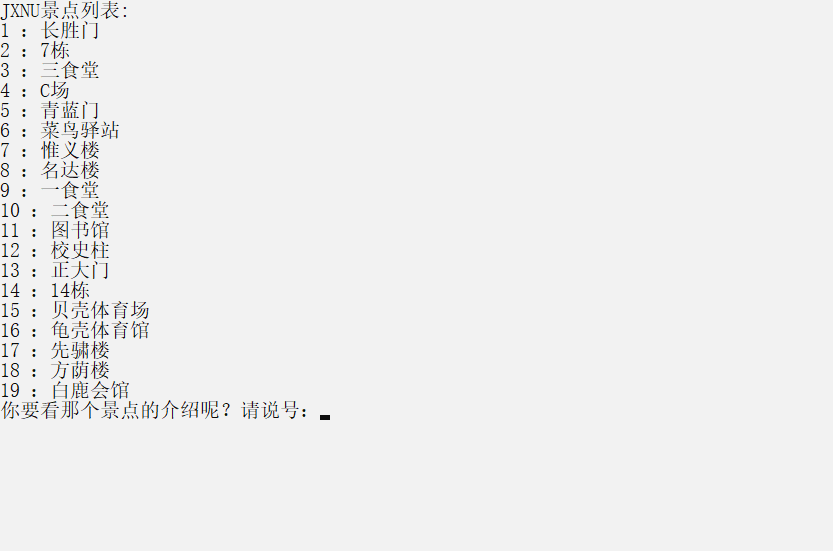 JXNU景点列表:
1 : 长胜门
2 : 7栋
3 : 三食堂
4 : C场
5 : 青蓝门
6 : 菜鸟驿站
7 : 惟义楼
8 : 名达楼
9 : 一食堂
10 : 二食堂
11 : 图书馆
12 : 校史柱
13 : 正大门
14 : 14栋
15 : 贝壳体育场
16 : 龟壳体育馆
17 : 先骕楼
18 : 方荫楼
19 : 白鹿会馆
你要看那个景点的介绍呢？请说号：